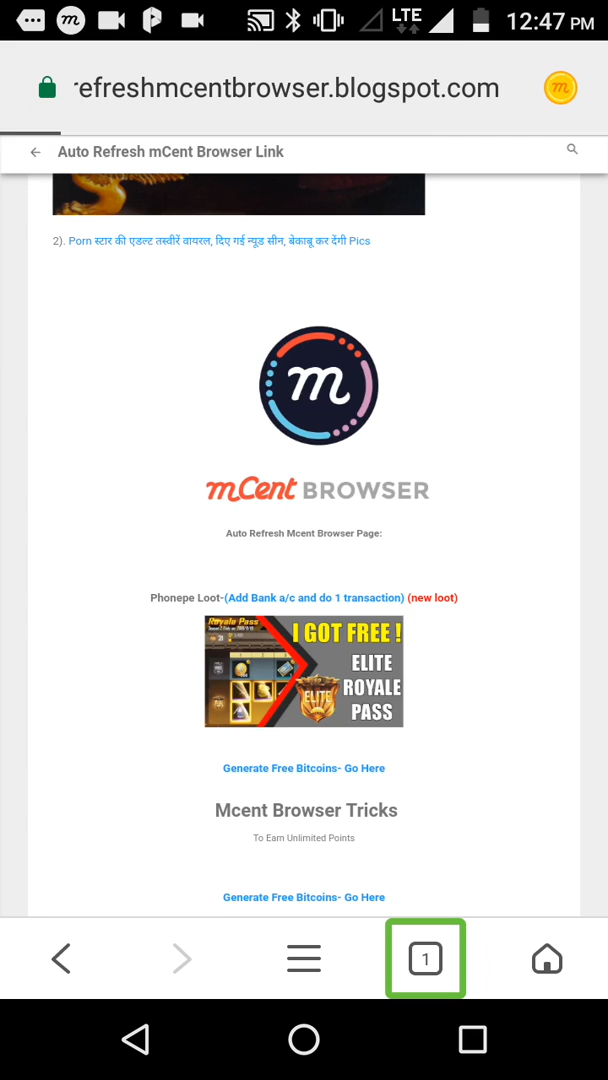 LTE
12:47 PM
refreshmcentbrowser.blogspot.com
m
Auto Refresh mCent Browser Link
2). Porn स्टार की एडल्ट तस्वीरें वायरल, दिए गई न्यूड सीन, बेकाबू कर देंगी Pics
m
mCent BROWSER
Auto Refresh Mcent Browser Page:
Phonepe Loot-(Add Bank a/c and do 1 transaction) (new loot)
Royale Pass
I GOT FREE !
ELITE
ROYALE
PASS
ELITE
Generate Free Bitcoins- Go Here
Mcent Browser Tricks
To Earn Unlimited Points
Generate Free Bitcoins- Go Here
1